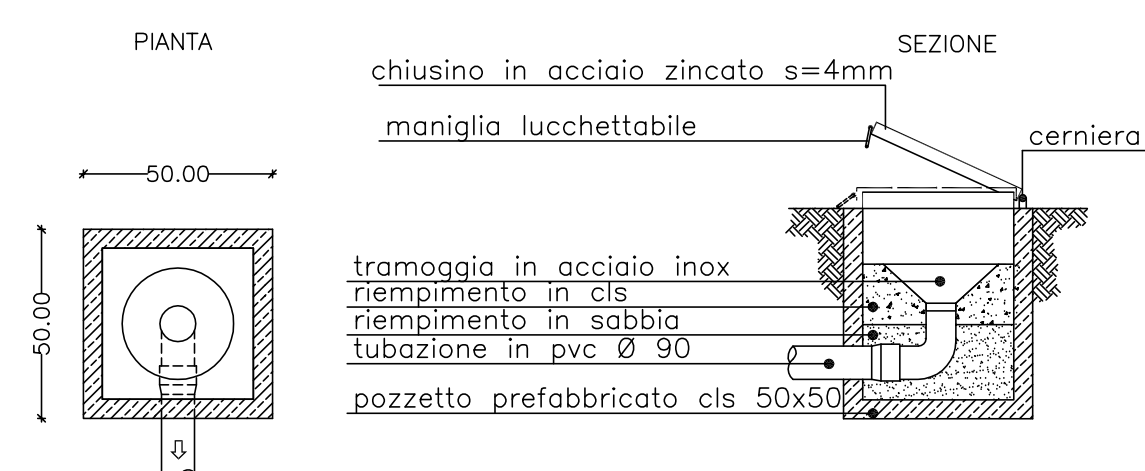 PIANTA
SEZIONE
chiusino in acciaio zincato s=4mm
maniglia lucchettabile
cerniera
50.00
50.00
tramoggia in acciaio inox
riempimento in cls
riempimento in sabbia
tubazione in pvc Ø 90
pozzetto prefabbricato cls 50x50